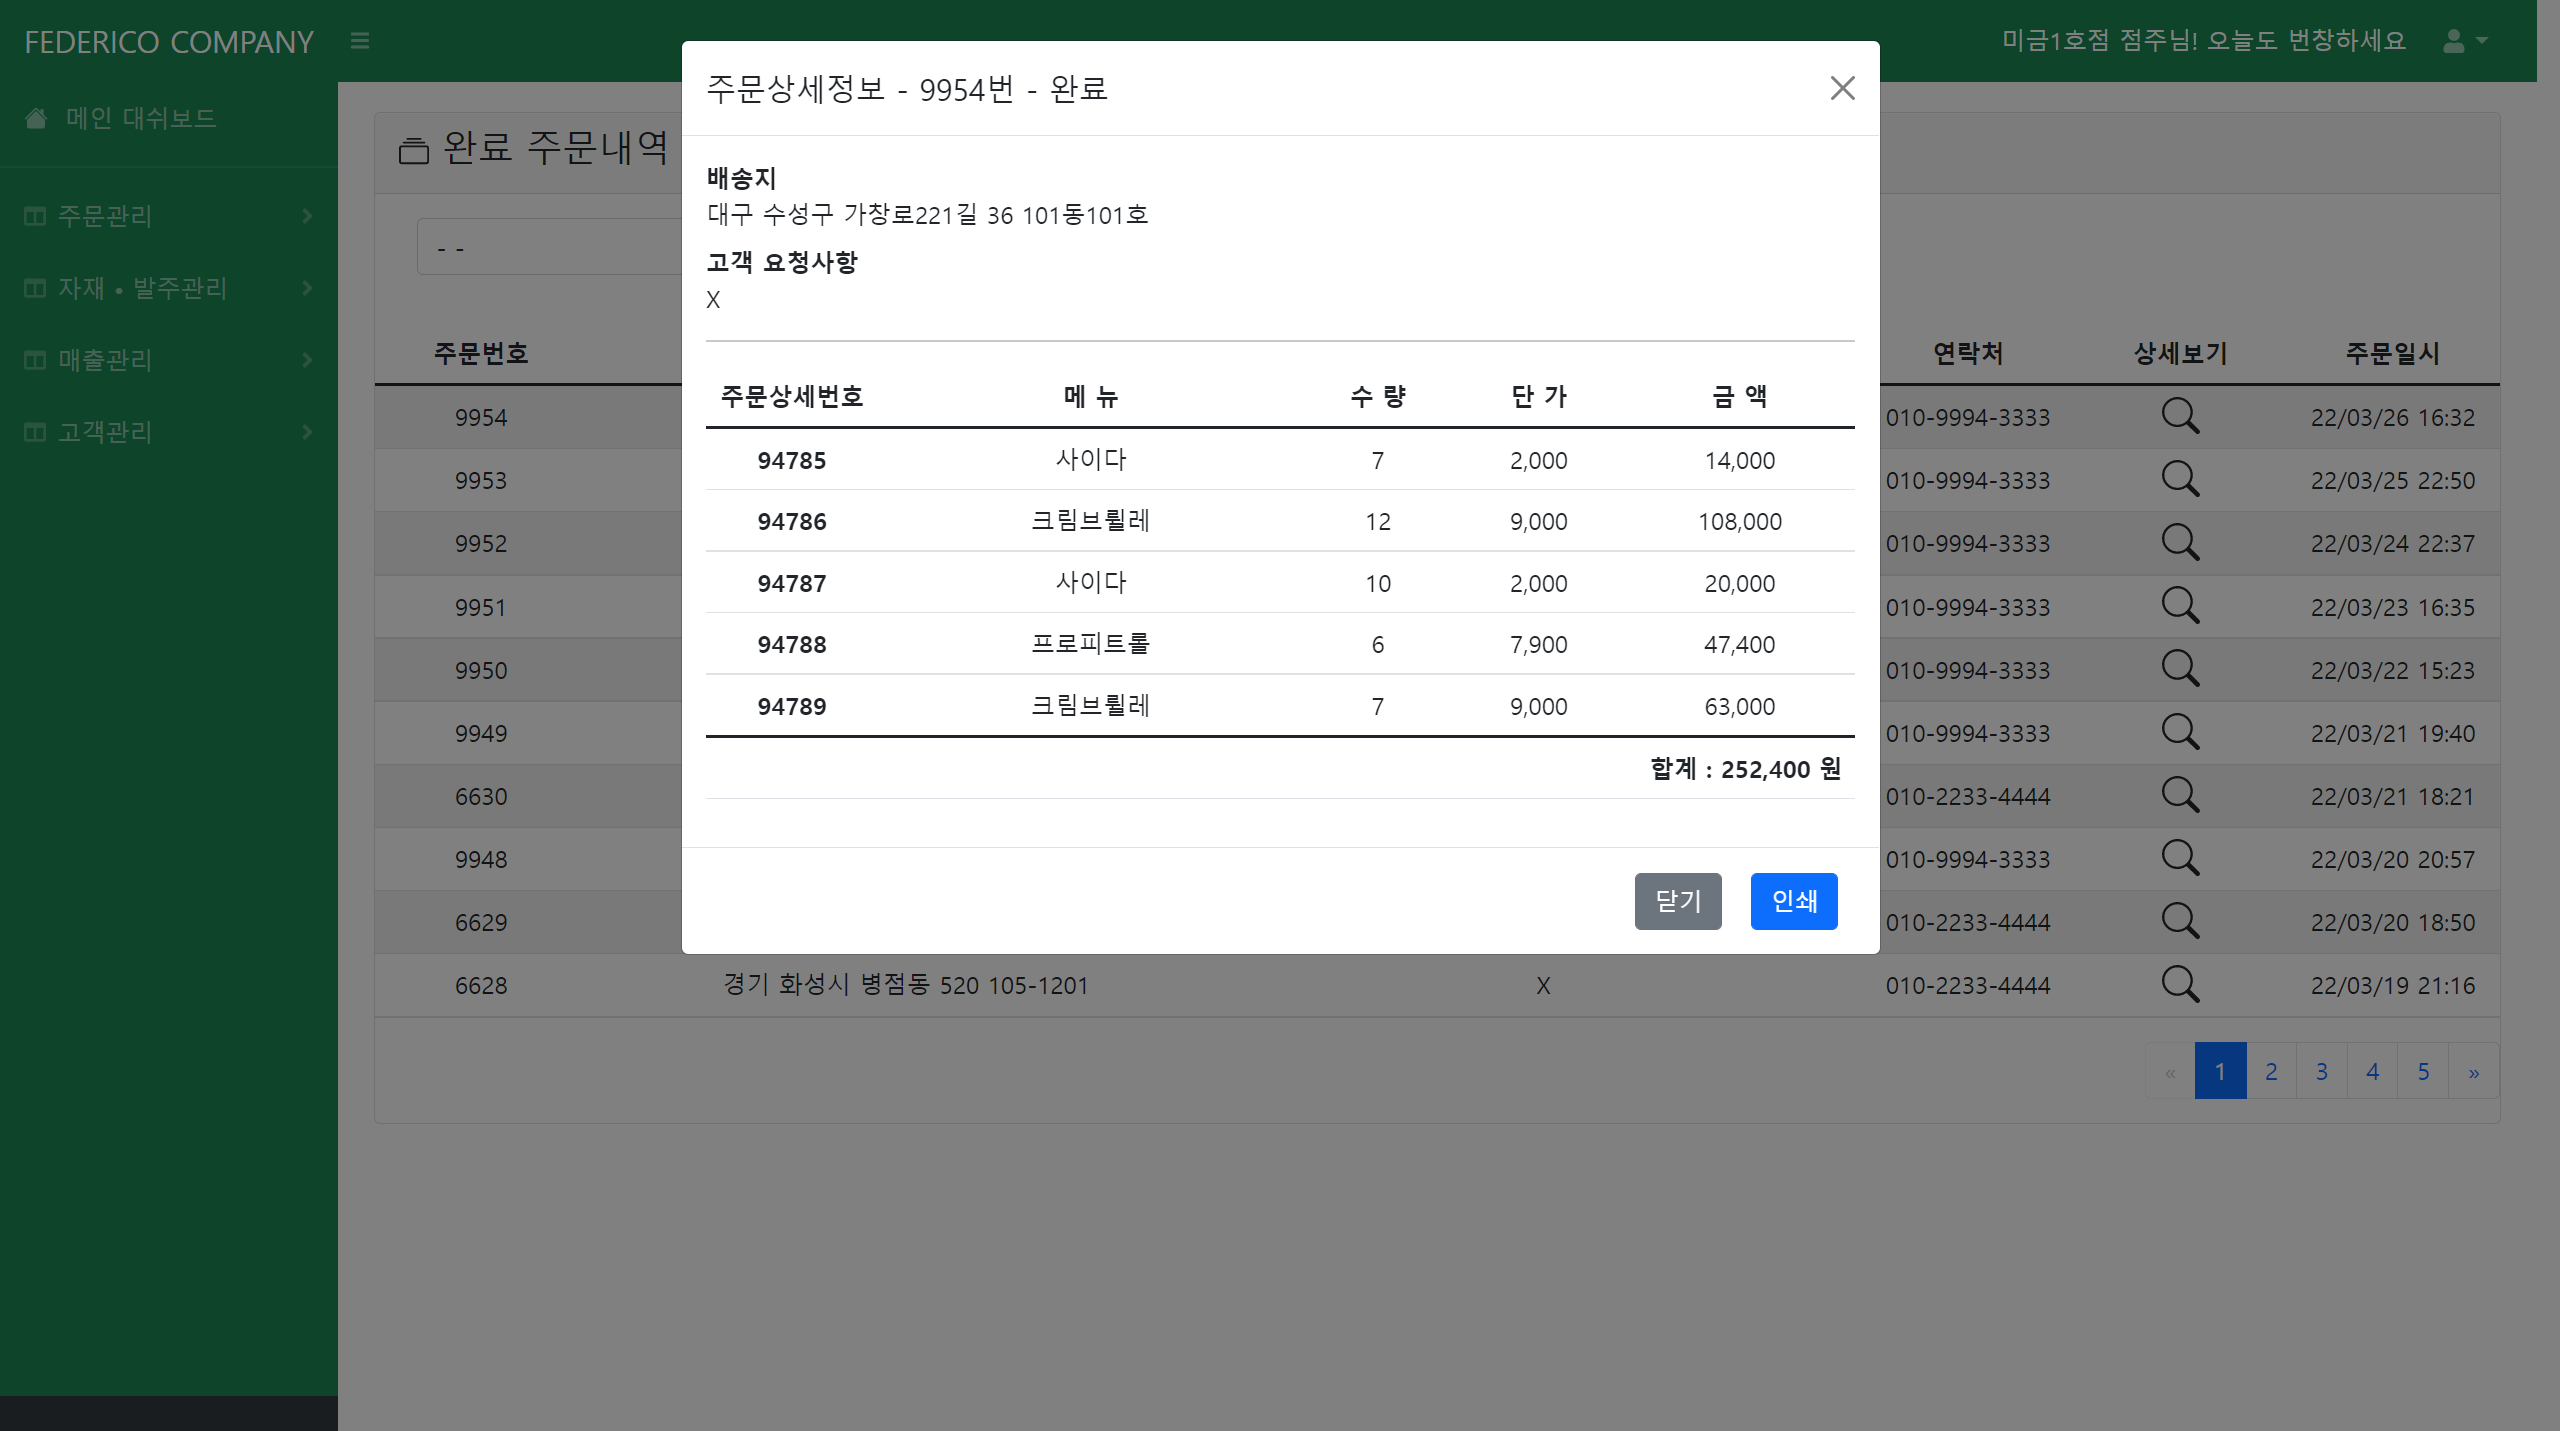 FEDERICO COMPANY
미금1호점 점주님! 오늘도 번창하세요
메인 대쉬보드
주문관리
자재 • 발주관리
매출관리
고객관리
완료 주문내역
- -
주문번호 연락처 상세보기 주문일시
9954 010-9994-3333 22/03/26 16:32
9953 010-9994-3333 22/03/25 22:50
9952 010-9994-3333 22/03/24 22:37
9951 010-9994-3333 22/03/23 16:35
9950 010-9994-3333 22/03/22 15:23
9949 010-9994-3333 22/03/21 19:40
6630 010-2233-4444 22/03/21 18:21
9948 010-9994-3333 22/03/20 20:57
6629 010-2233-4444 22/03/20 18:50
6628 경기 화성시 병점동 520 105-1201 X 010-2233-4444 22/03/19 21:16
« 1 2 3 4 5 »
주문상세정보 - 9954번 - 완료
배송지
대구 수성구 가창로221길 36 101동101호
고객 요청사항
X
주문상세번호 메 뉴 수 량 단 가 금 액
94785 사이다 7 2,000 14,000
94786 크림브륄레 12 9,000 108,000
94787 사이다 10 2,000 20,000
94788 프로피트롤 6 7,900 47,400
94789 크림브륄레 7 9,000 63,000
합계 : 252,400 원
닫기 인쇄